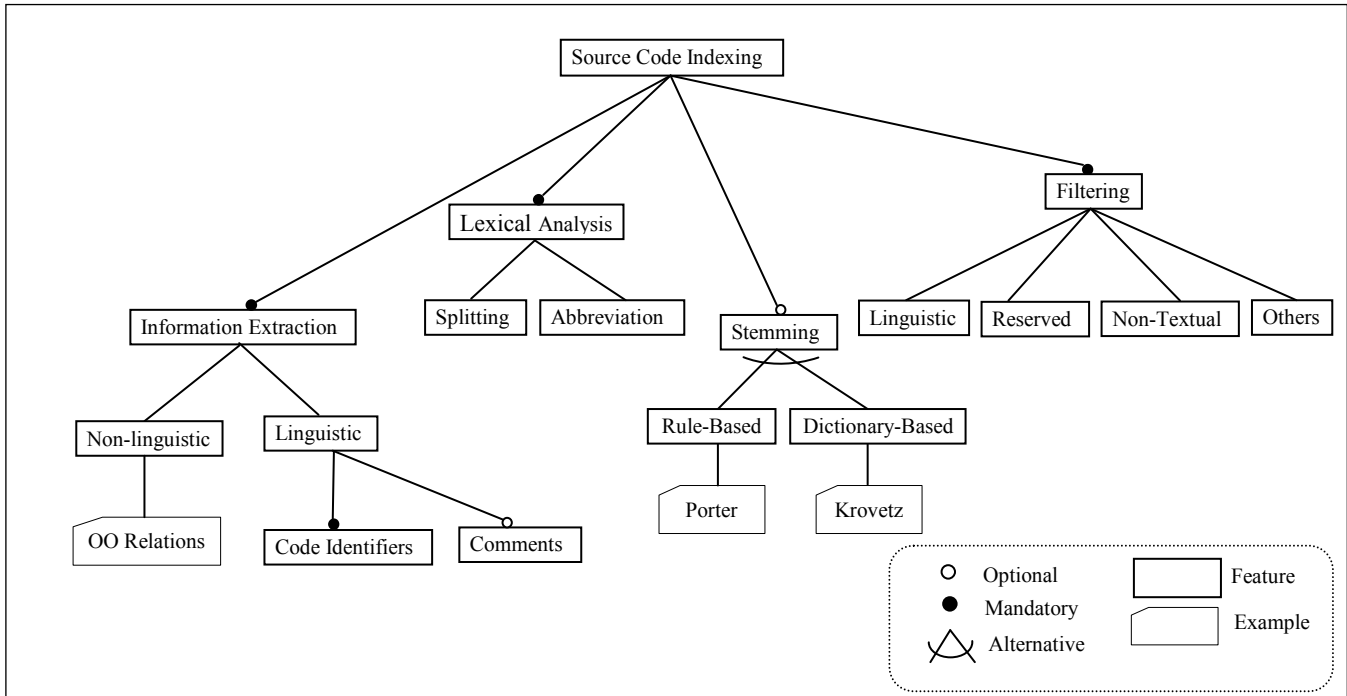 Source Code Indexing
Filtering
Lexical Analysis
Splitting
Abbreviation
Linguistic
Reserved
Non-Textual
Others
Information Extraction
Stemming
Non-linguistic
Linguistic
Rule-Based
Dictionary-Based
OO Relations
Code Identifiers
Comments
Porter
Krovetz
Optional
Feature
Mandatory
Example
Alternative